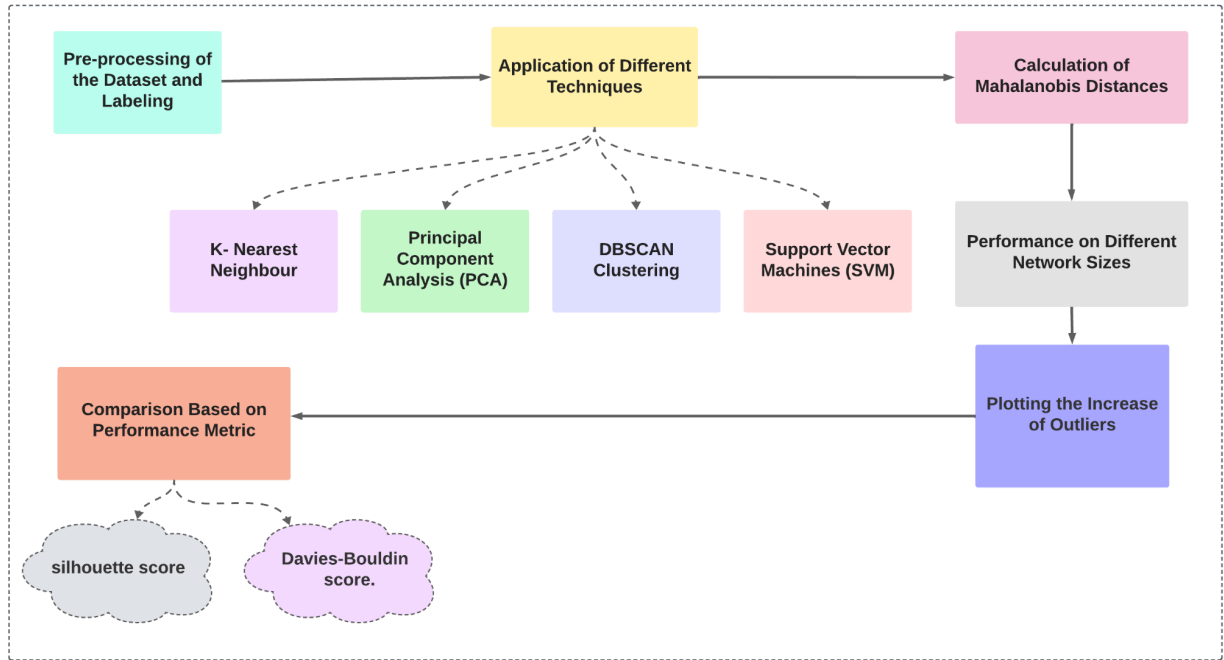 Pre-processing of
the Dataset and
Labeling
Application of Different
Techniques
Calculation of
Mahalanobis Distances
K- Nearest
Neighbour
Principal
Component
Analysis (PCA)
DBSCAN
Clustering
Support Vector
Machines (SVM)
Performance on Different
Network Sizes
Comparison Based on
Performance Metric
Plotting the Increase
of Outliers
silhouette score
Davies-Bouldin
score.